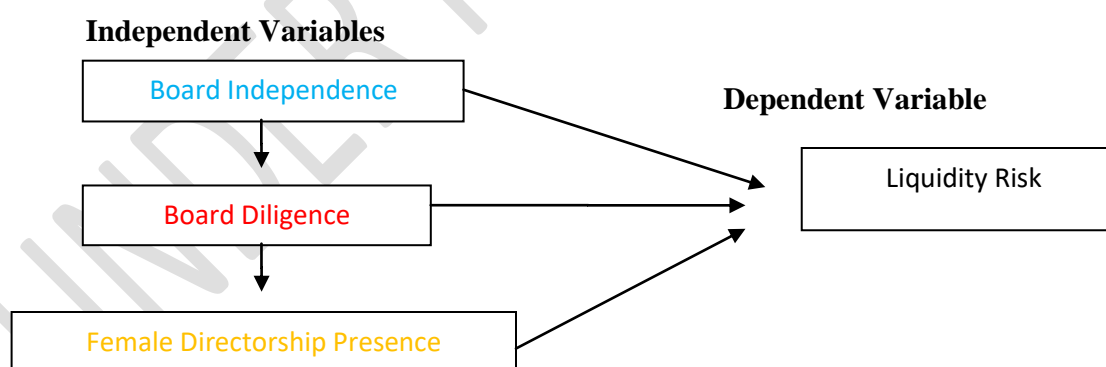 Independent Variables
Board Independence
Dependent Variable
Liquidity Risk
Board Diligence
Female Directorship Presence